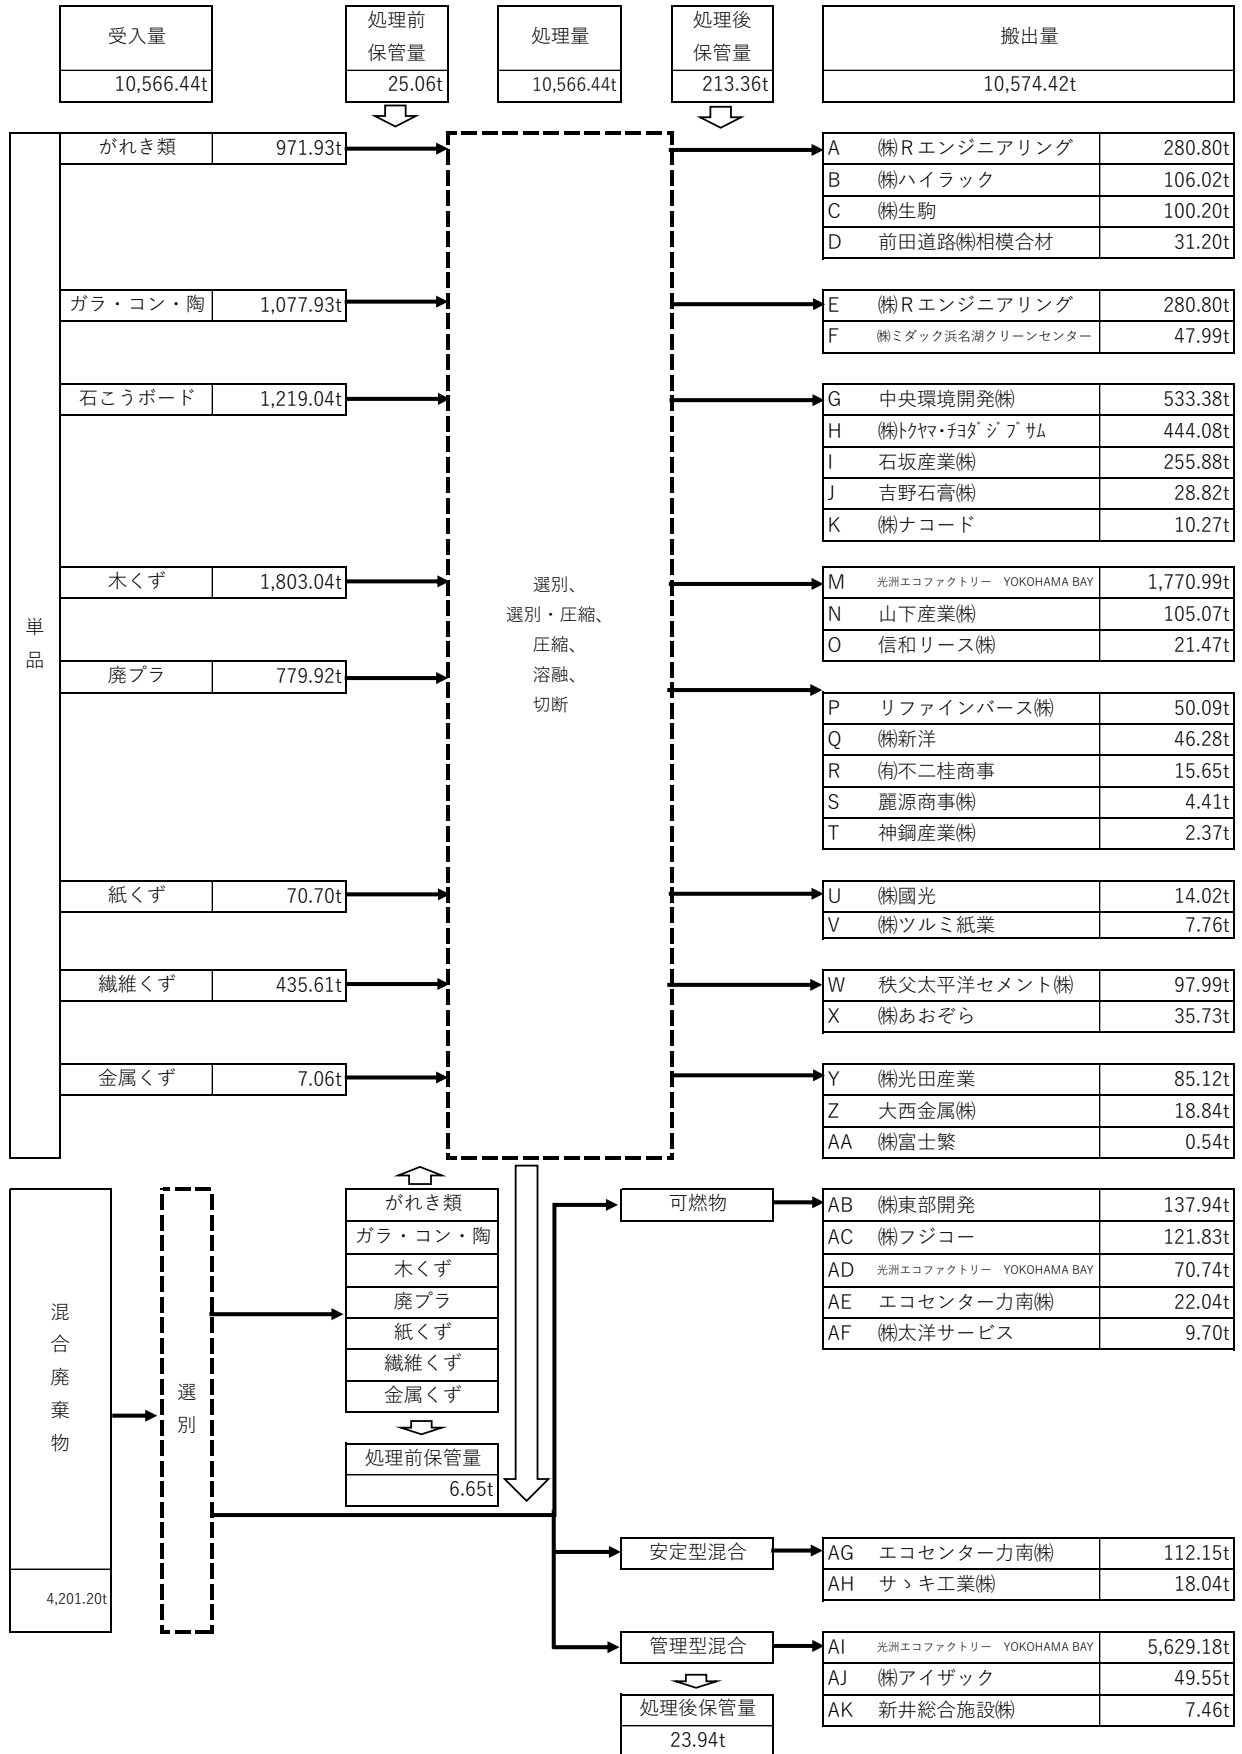 受入量
10,566.44t
処理前
保管量
25.06t
処理量
10,566.44t
処理後
保管量
213.36t
搬出量
10,574.42t
単
品
がれき類 971.93t
ガラ・コン・陶 1,077.93t
石こうボード 1,219.04t
木くず 1,803.04t
廃プラ 779.92t
紙くず 70.70t
繊維くず 435.61t
金属くず 7.06t
選別、
選別・圧縮、
圧縮、
溶融、
切断
A ㈱Ｒエンジニアリング 280.80t
B ㈱ハイラック 106.02t
C ㈱生駒 100.20t
D 前田道路㈱相模合材 31.20t
E ㈱Ｒエンジニアリング 280.80t
F ㈱ミダック浜名湖クリーンセンター 47.99t
G 中央環境開発㈱ 533.38t
H ㈱ﾄｸﾔﾏ･ﾁﾖﾀﾞｼﾞﾌﾟｻﾑ 444.08t
I 石坂産業㈱ 255.88t
J 吉野石膏㈱ 28.82t
K ㈱ナコード 10.27t
M 光洲エコファクトリー　YOKOHAMA BAY 1,770.99t
N 山下産業㈱ 105.07t
O 信和リース㈱ 21.47t
P リファインバース㈱ 50.09t
Q ㈱新洋 46.28t
R ㈲不二桂商事 15.65t
S 麗源商事㈱ 4.41t
T 神鋼産業㈱ 2.37t
U ㈱國光 14.02t
V ㈱ツルミ紙業 7.76t
W 秩父太平洋セメント㈱ 97.99t
X ㈱あおぞら 35.73t
Y ㈱光田産業 85.12t
Z 大西金属㈱ 18.84t
AA ㈱富士繁 0.54t
混
合
廃
棄
物
4,201.20t
選
別
がれき類
ガラ・コン・陶
木くず
廃プラ
紙くず
繊維くず
金属くず
処理前保管量
6.65t
可燃物
AB ㈱東部開発 137.94t
AC ㈱フジコー 121.83t
AD 光洲エコファクトリー　YOKOHAMA BAY 70.74t
AE エコセンター力南㈱ 22.04t
AF ㈱太洋サービス 9.70t
安定型混合
AG エコセンター力南㈱ 112.15t
AH サゝキ工業㈱ 18.04t
管理型混合
AI 光洲エコファクトリー　YOKOHAMA BAY 5,629.18t
AJ ㈱アイザック 49.55t
AK 新井総合施設㈱ 7.46t
処理後保管量
23.94t